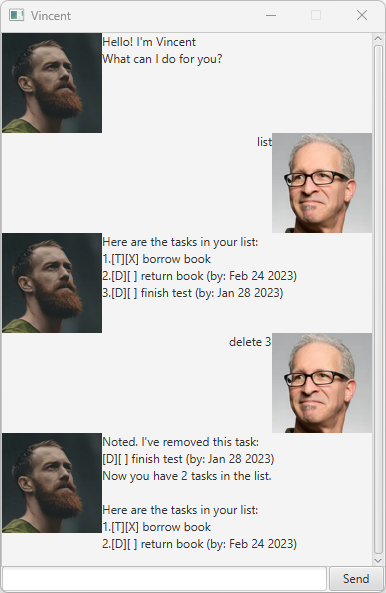 Vincent
Hello! I'm Vincent
What can I do for you?
list
Here are the tasks in your list:
1.[T][X] borrow book
2.[D][ ] return book (by: Feb 24 2023)
3.[D][ ] finish test (by: Jan 28 2023)
delete 3
Noted. I've removed this task:
[D][ ] finish test (by: Jan 28 2023)
Now you have 2 tasks in the list.
Here are the tasks in your list:
1.[T][X] borrow book
2.[D][ ] return book (by: Feb 24 2023)
Send